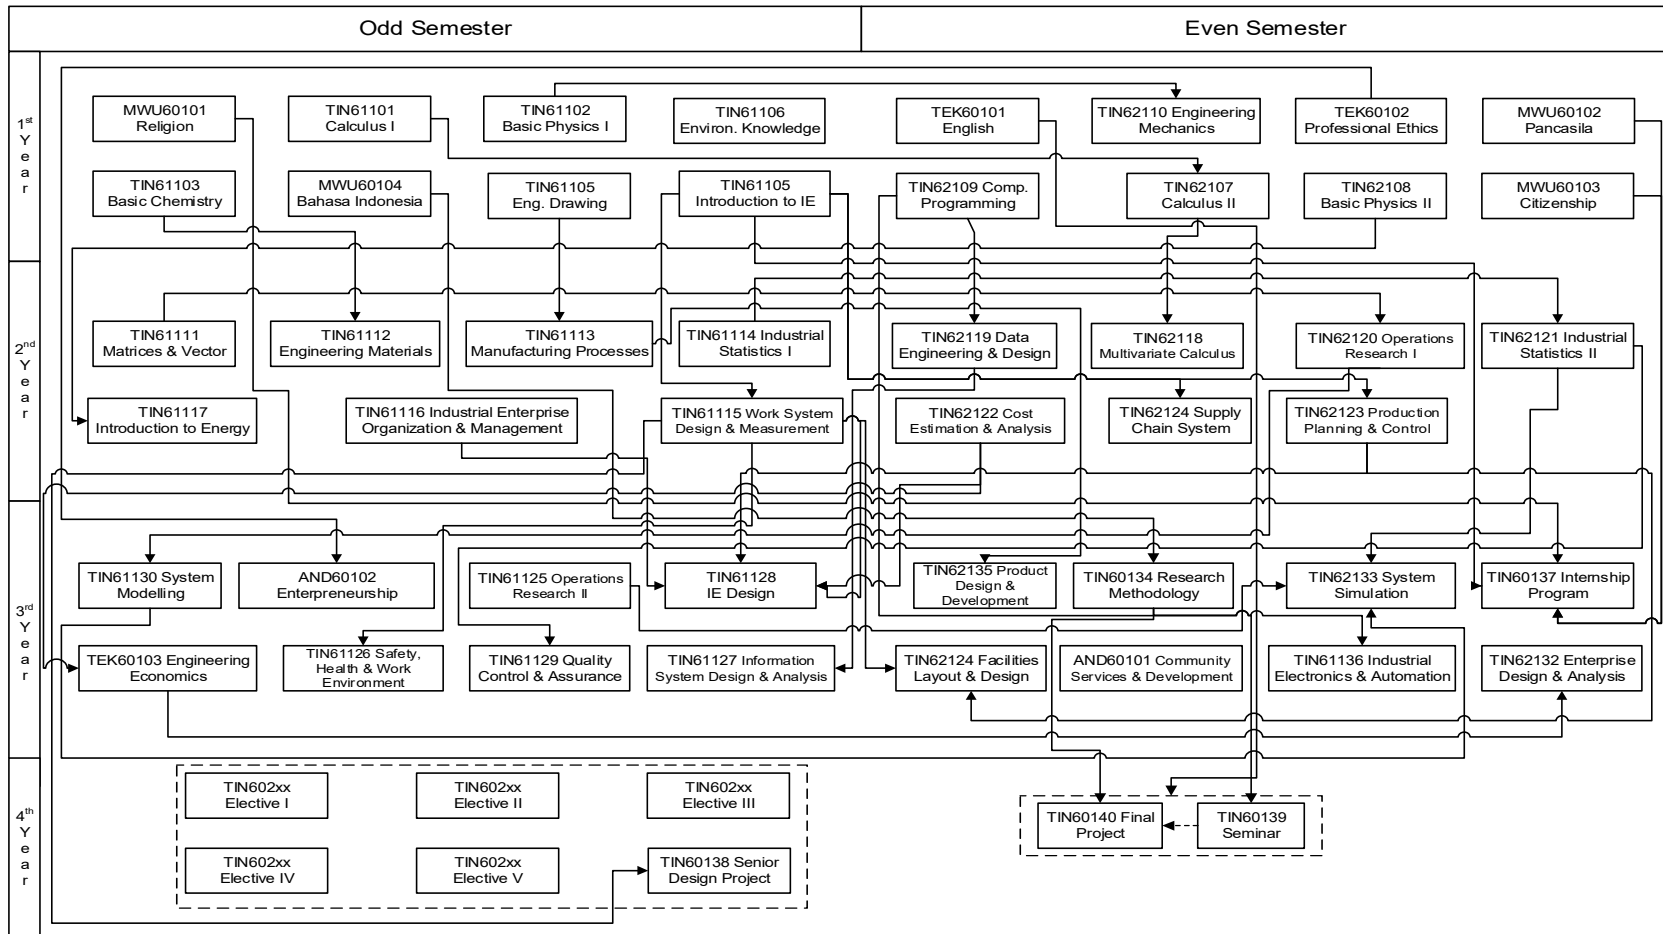 Odd Semester
Even Semester
1st
Year
MWU60101
Religion
TIN61101
Calculus I
TIN61102
Basic Physics I
TIN61106
Environ. Knowledge
TEK60101
English
TIN62110 Engineering
Mechanics
TEK60102
Professional Ethics
MWU60102
Pancasila
TIN61103
Basic Chemistry
MWU60104
Bahasa Indonesia
TIN61105
Eng. Drawing
TIN61105
Introduction to IE
TIN62109 Comp.
Programming
TIN62107
Calculus II
TIN62108
Basic Physics II
MWU60103
Citizenship
2nd
Year
TIN61111
Matrices & Vector
TIN61112
Engineering Materials
TIN61113
Manufacturing Processes
TIN61114 Industrial
Statistics I
TIN62119 Data
Engineering & Design
TIN62118
Multivariate Calculus
TIN62120 Operations
Research I
TIN62121 Industrial
Statistics II
TIN61117
Introduction to Energy
TIN61116 Industrial Enterprise
Organization & Management
TIN61115 Work System
Design & Measurement
TIN62122 Cost
Estimation & Analysis
TIN62124 Supply
Chain System
TIN62123 Production
Planning & Control
3rd
Year
TIN61130 System
Modelling
AND60102
Enterpreneurship
TIN61125 Operations
Research II
TIN61128
IE Design
TIN62135 Product
Design &
Development
TIN60134 Research
Methodology
TIN62133 System
Simulation
TIN60137 Internship
Program
TEK60103 Engineering
Economics
TIN61126 Safety,
Health & Work
Environment
TIN61129 Quality
Control & Assurance
TIN61127 Information
System Design & Analysis
TIN62124 Facilities
Layout & Design
AND60101 Community
Services & Development
TIN61136 Industrial
Electronics & Automation
TIN62132 Enterprise
Design & Analysis
4th
Year
TIN602xx
Elective I
TIN602xx
Elective II
TIN602xx
Elective III
TIN60140 Final
Project
TIN60139
Seminar
TIN602xx
Elective IV
TIN602xx
Elective V
TIN60138 Senior
Design Project